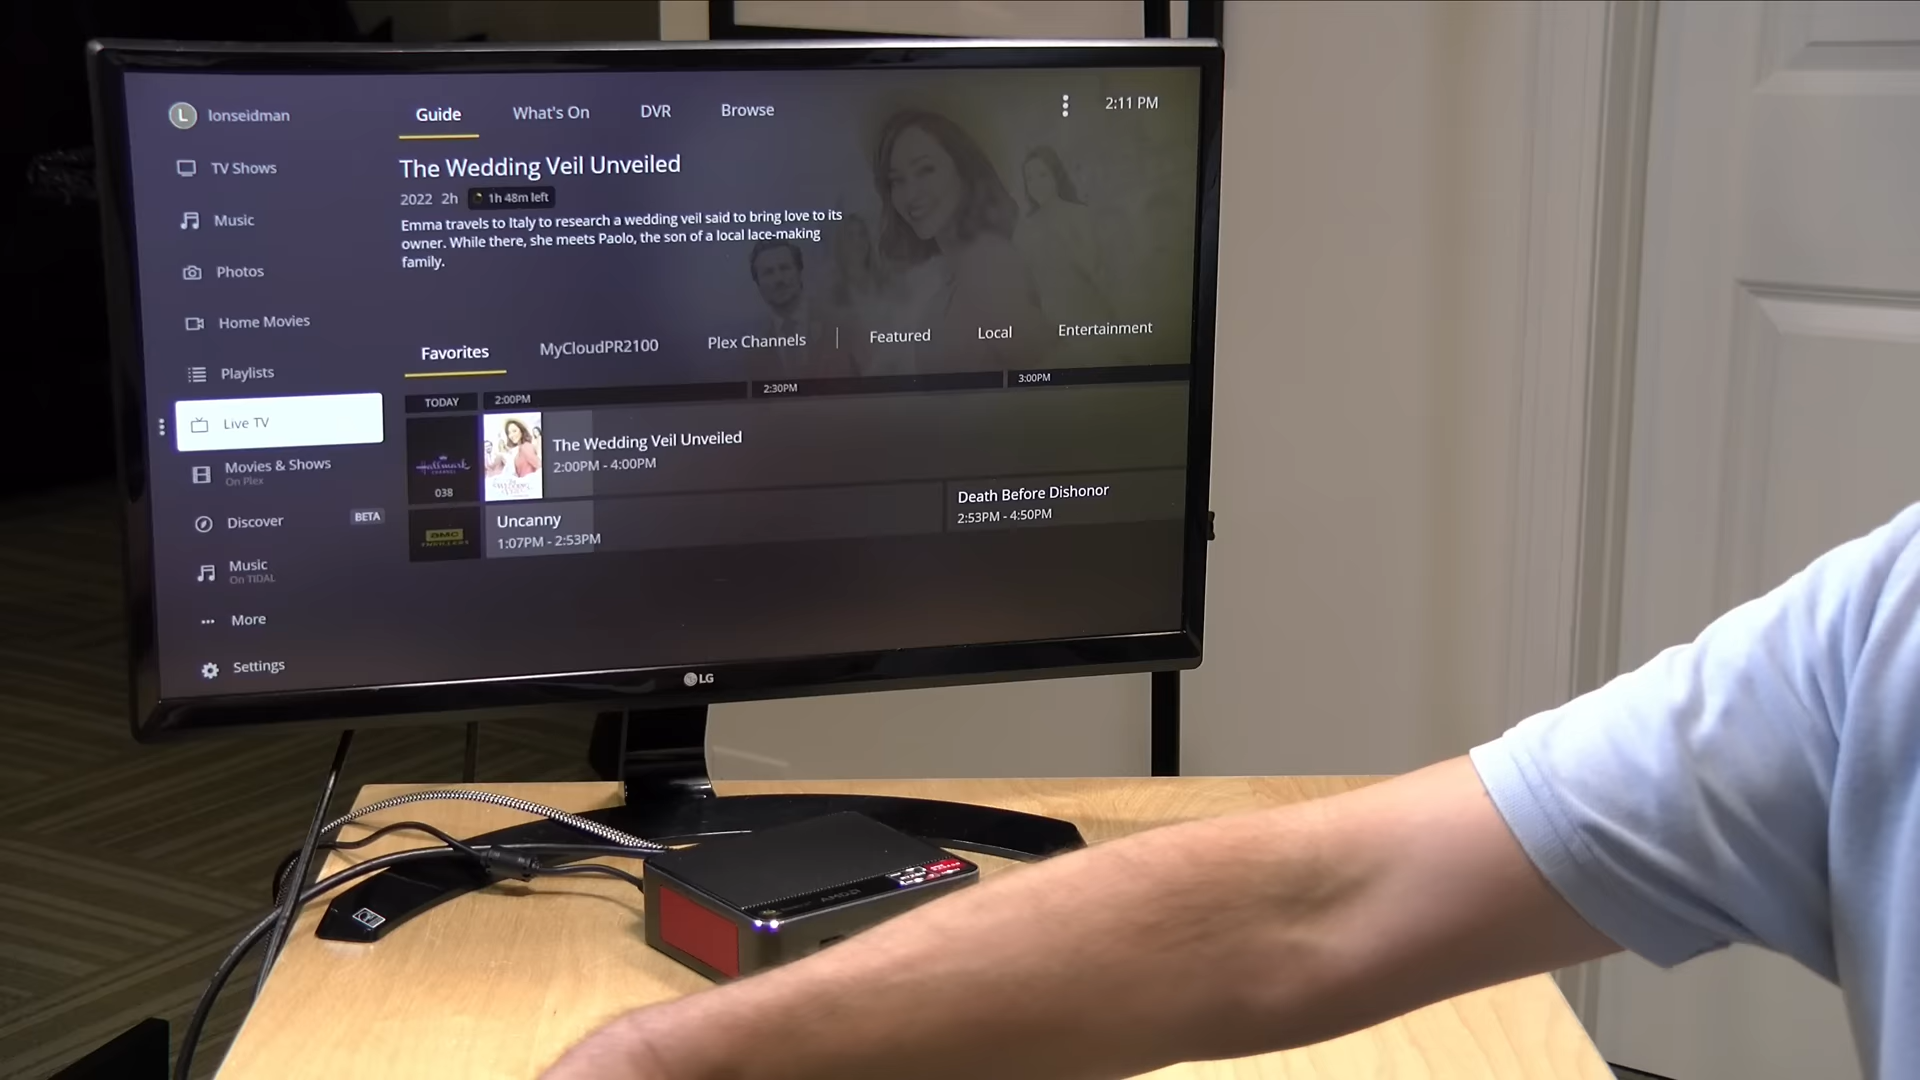 L lonseidman
TV Shows
Music
Photos
Home Movies
Playlists
Live TV
Movies & Shows
On Plex
Discover BETA
Music
On TIDAL
More
Settings
Guide What's On DVR Browse
2:11 PM
The Wedding Veil Unveiled
2022 2h 1h 48m left
Emma travels to Italy to research a wedding veil said to bring love to its
owner. While there, she meets Paolo, the son of a local lace-making
family.
Favorites MyCloudPR2100 Plex Channels | Featured Local Entertainment
TODAY 2:00PM 2:30PM 3:00PM
Hallmark
CHANNEL
038
The Wedding Veil Unveiled
2:00PM - 4:00PM
AMC
THRILLERS
Uncanny
1:07PM - 2:53PM
Death Before Dishonor
2:53PM - 4:50PM
LG
AMD